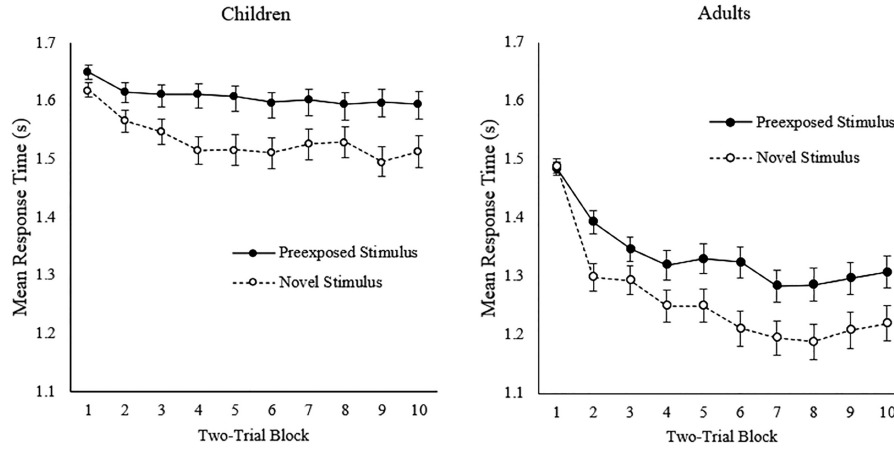 Children
Mean Response Time (s)
1.7
1.6
1.5
1.4
1.3
1.2
1.1
Preexposed Stimulus
Novel Stimulus
1 2 3 4 5 6 7 8 9 10
Two-Trial Block
Adults
Mean Response Time (s)
1.7
1.6
1.5
1.4
1.3
1.2
1.1
Preexposed Stimulus
Novel Stimulus
1 2 3 4 5 6 7 8 9 10
Two-Trial Block